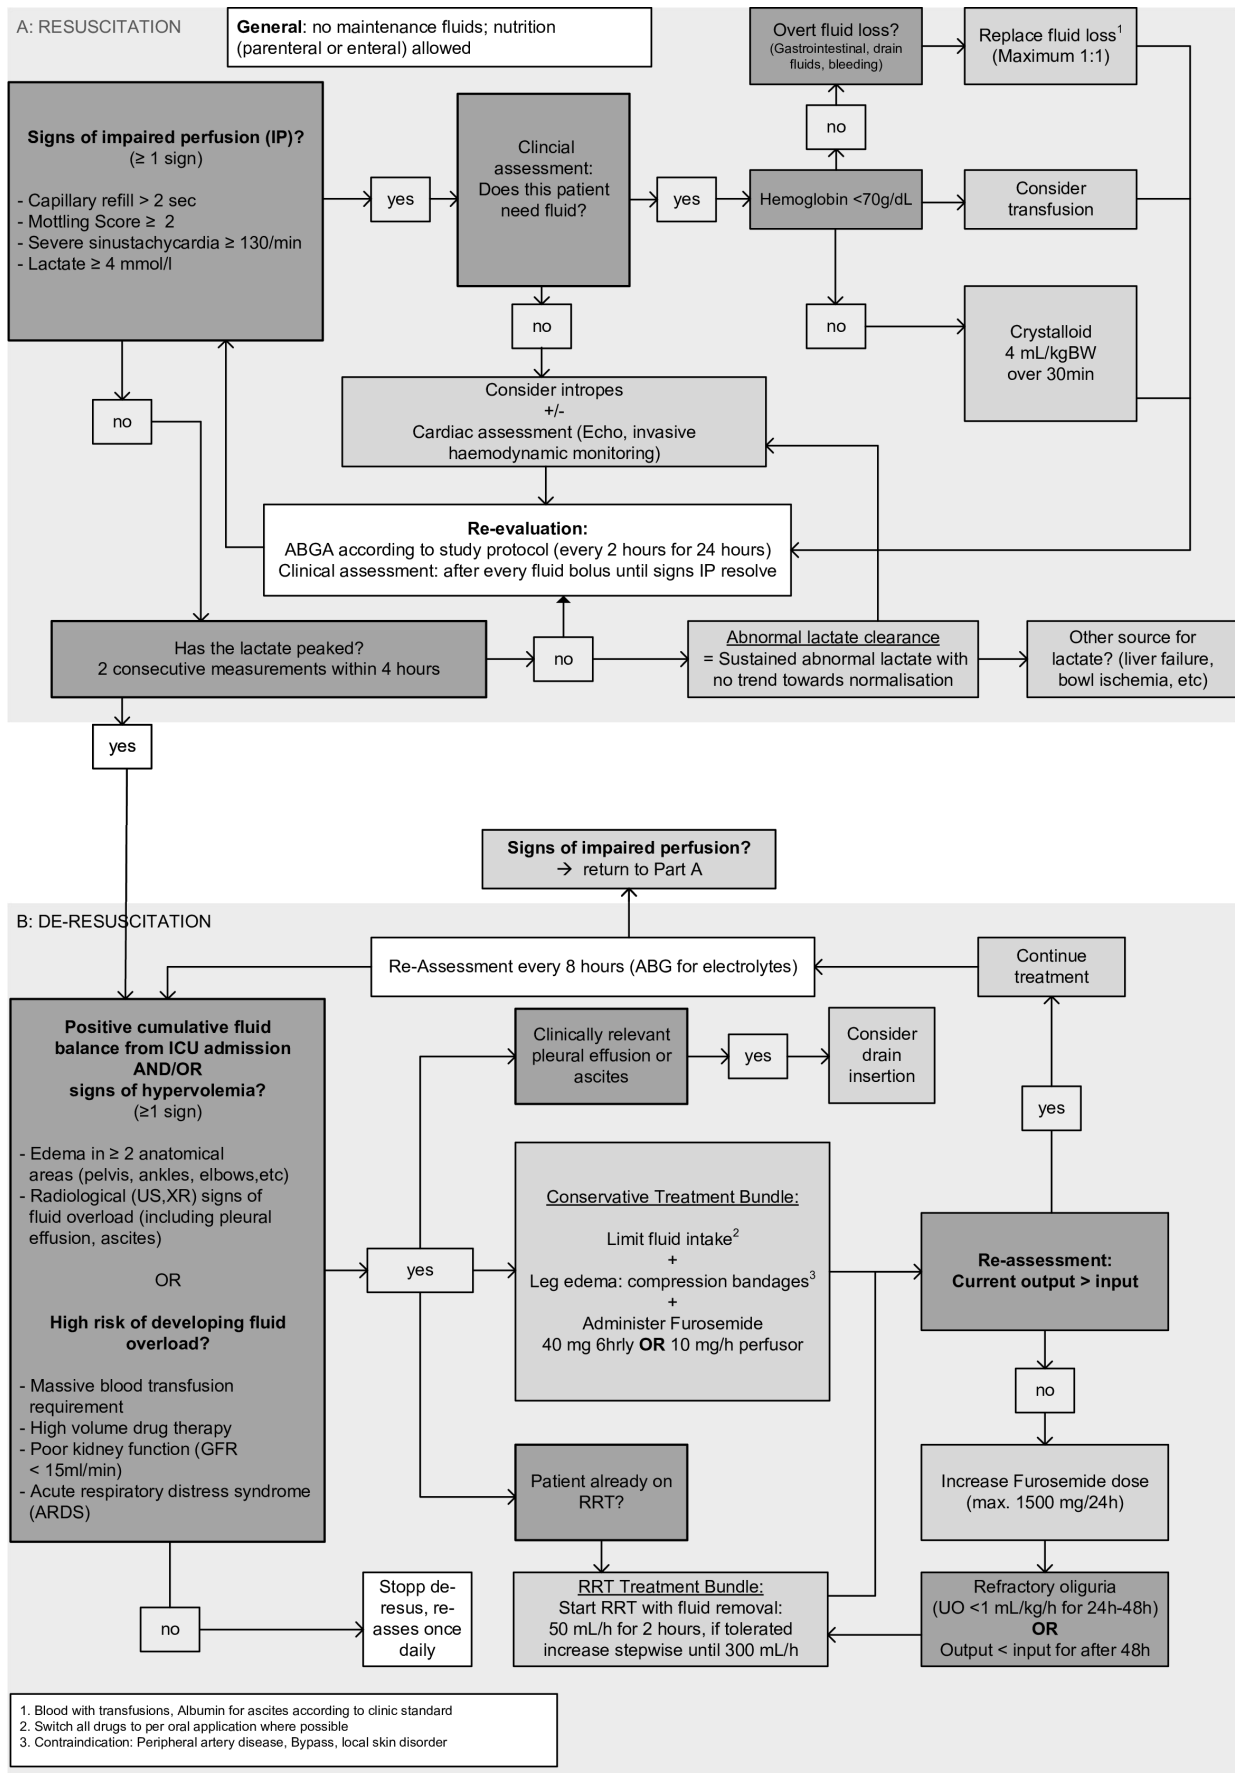 A: RESUSCITATION
General: no maintenance fluids; nutrition
(parenteral or enteral) allowed
Overt fluid loss?
(Gastrointestinal, drain
fluids, bleeding)
Replace fluid loss1
(Maximum 1:1)
no
Signs of impaired perfusion (IP)?
(≥ 1 sign)
- Capillary refill > 2 sec
- Mottling Score ≥ 2
- Severe sinustachycardia ≥ 130/min
- Lactate ≥ 4 mmol/l
yes
Clincial
assessment:
Does this patient
need fluid?
yes
Hemoglobin <70g/dL
Consider
transfusion
no
no
Crystalloid
4 mL/kgBW
over 30min
no
Consider intropes
+/-
Cardiac assessment (Echo, invasive
haemodynamic monitoring)
Re-evaluation:
ABGA according to study protocol (every 2 hours for 24 hours)
Clinical assessment: after every fluid bolus until signs IP resolve
Has the lactate peaked?
2 consecutive measurements within 4 hours
no
Abnormal lactate clearance
= Sustained abnormal lactate with
no trend towards normalisation
Other source for
lactate? (liver failure,
bowl ischemia, etc)
yes
Signs of impaired perfusion?
→ return to Part A
B: DE-RESUSCITATION
Re-Assessment every 8 hours (ABG for electrolytes)
Continue
treatment
Positive cumulative fluid
balance from ICU admission
AND/OR
signs of hypervolemia?
(≥1 sign)
- Edema in ≥ 2 anatomical
areas (pelvis, ankles, elbows,etc)
- Radiological (US,XR) signs of
fluid overload (including pleural
effusion, ascites)
OR
High risk of developing fluid
overload?
- Massive blood transfusion
requirement
- High volume drug therapy
- Poor kidney function (GFR
< 15ml/min)
- Acute respiratory distress syndrome
(ARDS)
yes
Clinically relevant
pleural effusion or
ascites
yes
Consider
drain
insertion
yes
Conservative Treatment Bundle:
Limit fluid intake2
+
Leg edema: compression bandages3
+
Administer Furosemide
40 mg 6hrly OR 10 mg/h perfusor
Re-assessment:
Current output > input
no
Patient already on
RRT?
Increase Furosemide dose
(max. 1500 mg/24h)
no
Stopp de-
resus, re-
asses once
daily
RRT Treatment Bundle:
Start RRT with fluid removal:
50 mL/h for 2 hours, if tolerated
increase stepwise until 300 mL/h
Refractory oliguria
(UO <1 mL/kg/h for 24h-48h)
OR
Output < input for after 48h
1. Blood with transfusions, Albumin for ascites according to clinic standard
2. Switch all drugs to per oral application where possible
3. Contraindication: Peripheral artery disease, Bypass, local skin disorder